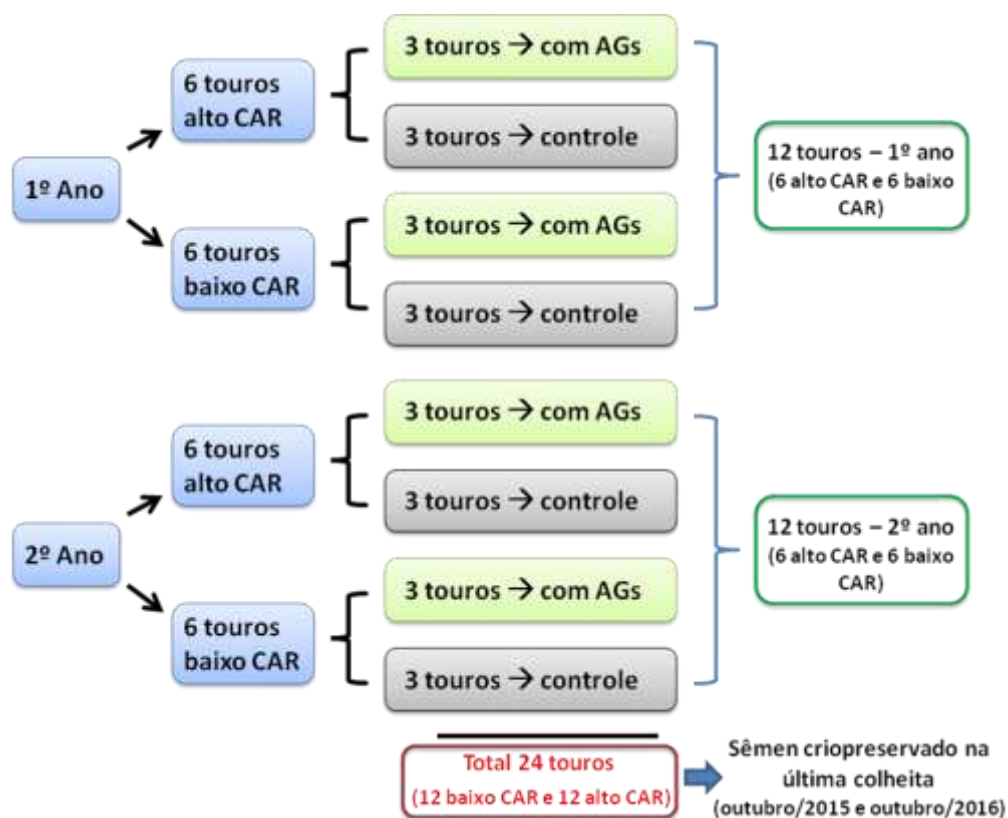 1º Ano
6 touros
alto CAR
3 touros → com AGs
3 touros → controle
6 touros
baixo CAR
3 touros → com AGs
3 touros → controle
12 touros – 1º ano
(6 alto CAR e 6 baixo
CAR)
2º Ano
6 touros
alto CAR
3 touros → com AGs
3 touros → controle
6 touros
baixo CAR
3 touros → com AGs
3 touros → controle
12 touros – 2º ano
(6 alto CAR e 6 baixo
CAR)
Total 24 touros
(12 baixo CAR e 12 alto CAR)
Sêmen criopreservado na
última colheita
(outubro/2015 e outubro/2016)